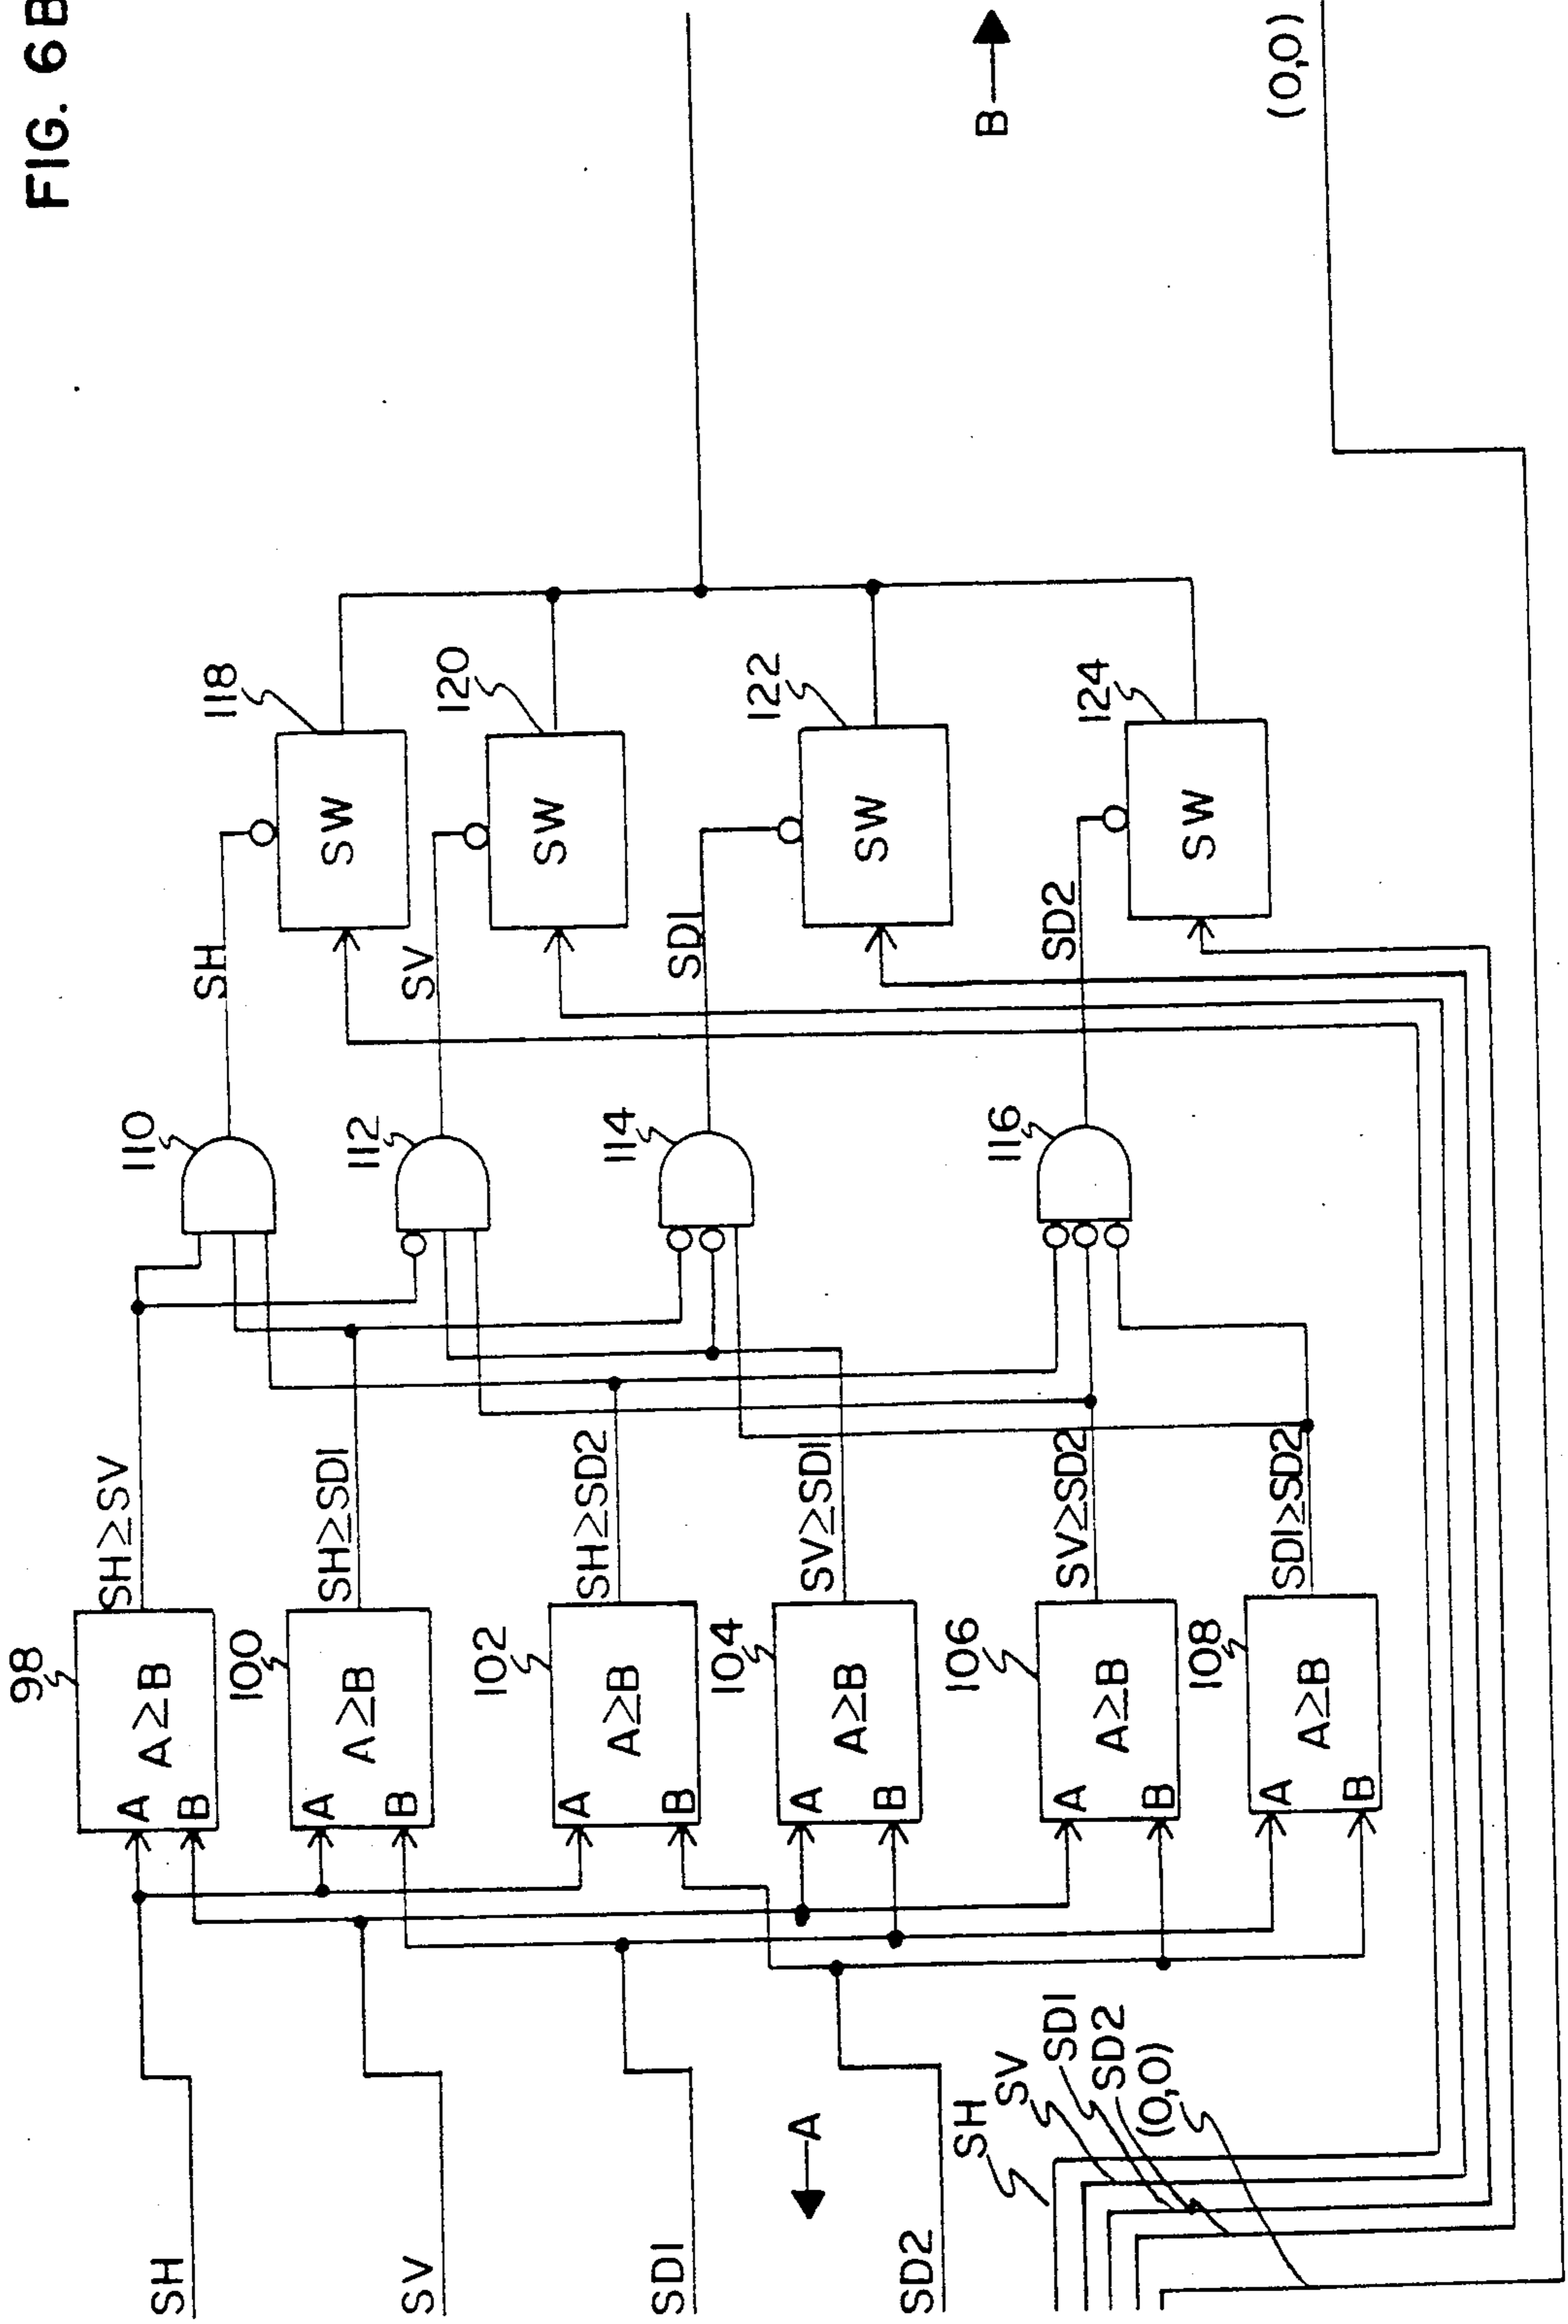 FIG. 6B
98
A≥B
A
B
SH≥SV
100
A≥B
A
B
SH≥SD1
102
A≥B
A
B
SH≥SD2
104
A≥B
A
B
SV≥SD1
106
A≥B
A
B
SV≥SD2
108
A≥B
A
B
SD1≥SD2
110
SH
112
SV
114
SD1
116
SD2
118
SW
120
SW
122
SW
124
SW
SH
SV
SD1
SD2
A
B
SH
SV
SD1
SD2
(0,0)
(0,0)